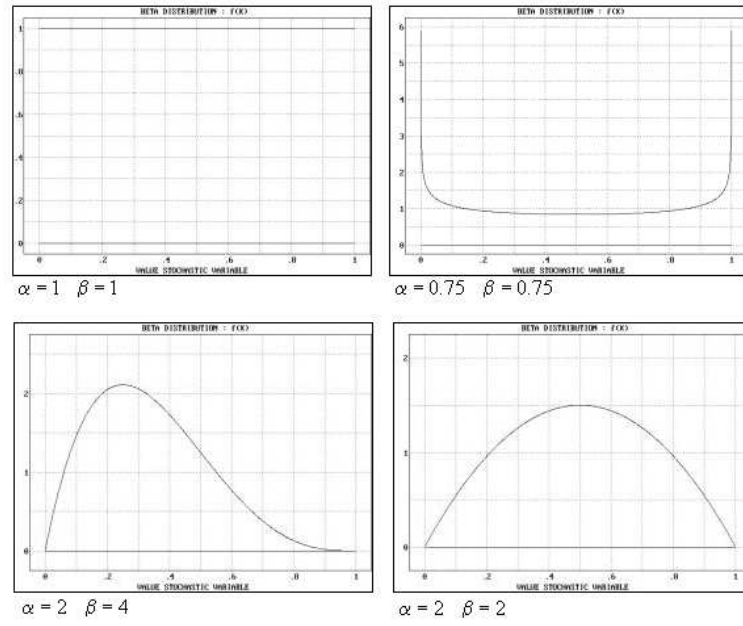 BETA DISTRIBUTION : f(X)
1
.8
.6
.4
.2
0
0 .2 .4 .6 .8 1
VALUE STOCHASTIC VARIABLE
α = 1 β = 1
BETA DISTRIBUTION : f(X)
6
5
4
3
2
1
0
0 .2 .4 .6 .8 1
VALUE STOCHASTIC VARIABLE
α = 0.75 β = 0.75
BETA DISTRIBUTION : f(X)
2
1
0
0 .2 .4 .6 .8 1
VALUE STOCHASTIC VARIABLE
α = 2 β = 4
BETA DISTRIBUTION : f(X)
2
1
0
0 .2 .4 .6 .8 1
VALUE STOCHASTIC VARIABLE
α = 2 β = 2